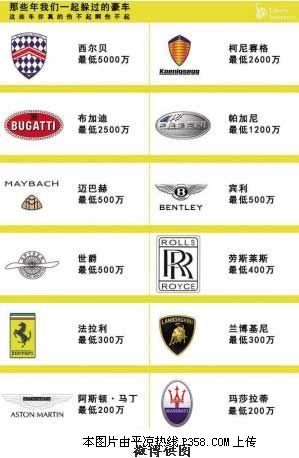 那些年我们一起躲过的豪车
这些车你真的伤不起啊伤不起
西尔贝
最低5000万
Koenigsegg
柯尼赛格
最低2600万
BUGATTI
布加迪
最低2500万
帕加尼
最低1200万
MAYBACH
迈巴赫
最低500万
BENTLEY
宾利
最低500万
世爵
最低500万
ROLLS
RR
ROYCE
劳斯莱斯
最低400万
Ferrari
法拉利
最低300万
LAMBORGHINI
兰博基尼
最低300万
ASTON MARTIN
阿斯顿·马丁
最低200万
MASERATI
玛莎拉蒂
最低200万
本图片由平凉热线P358.COM上传
微博供图